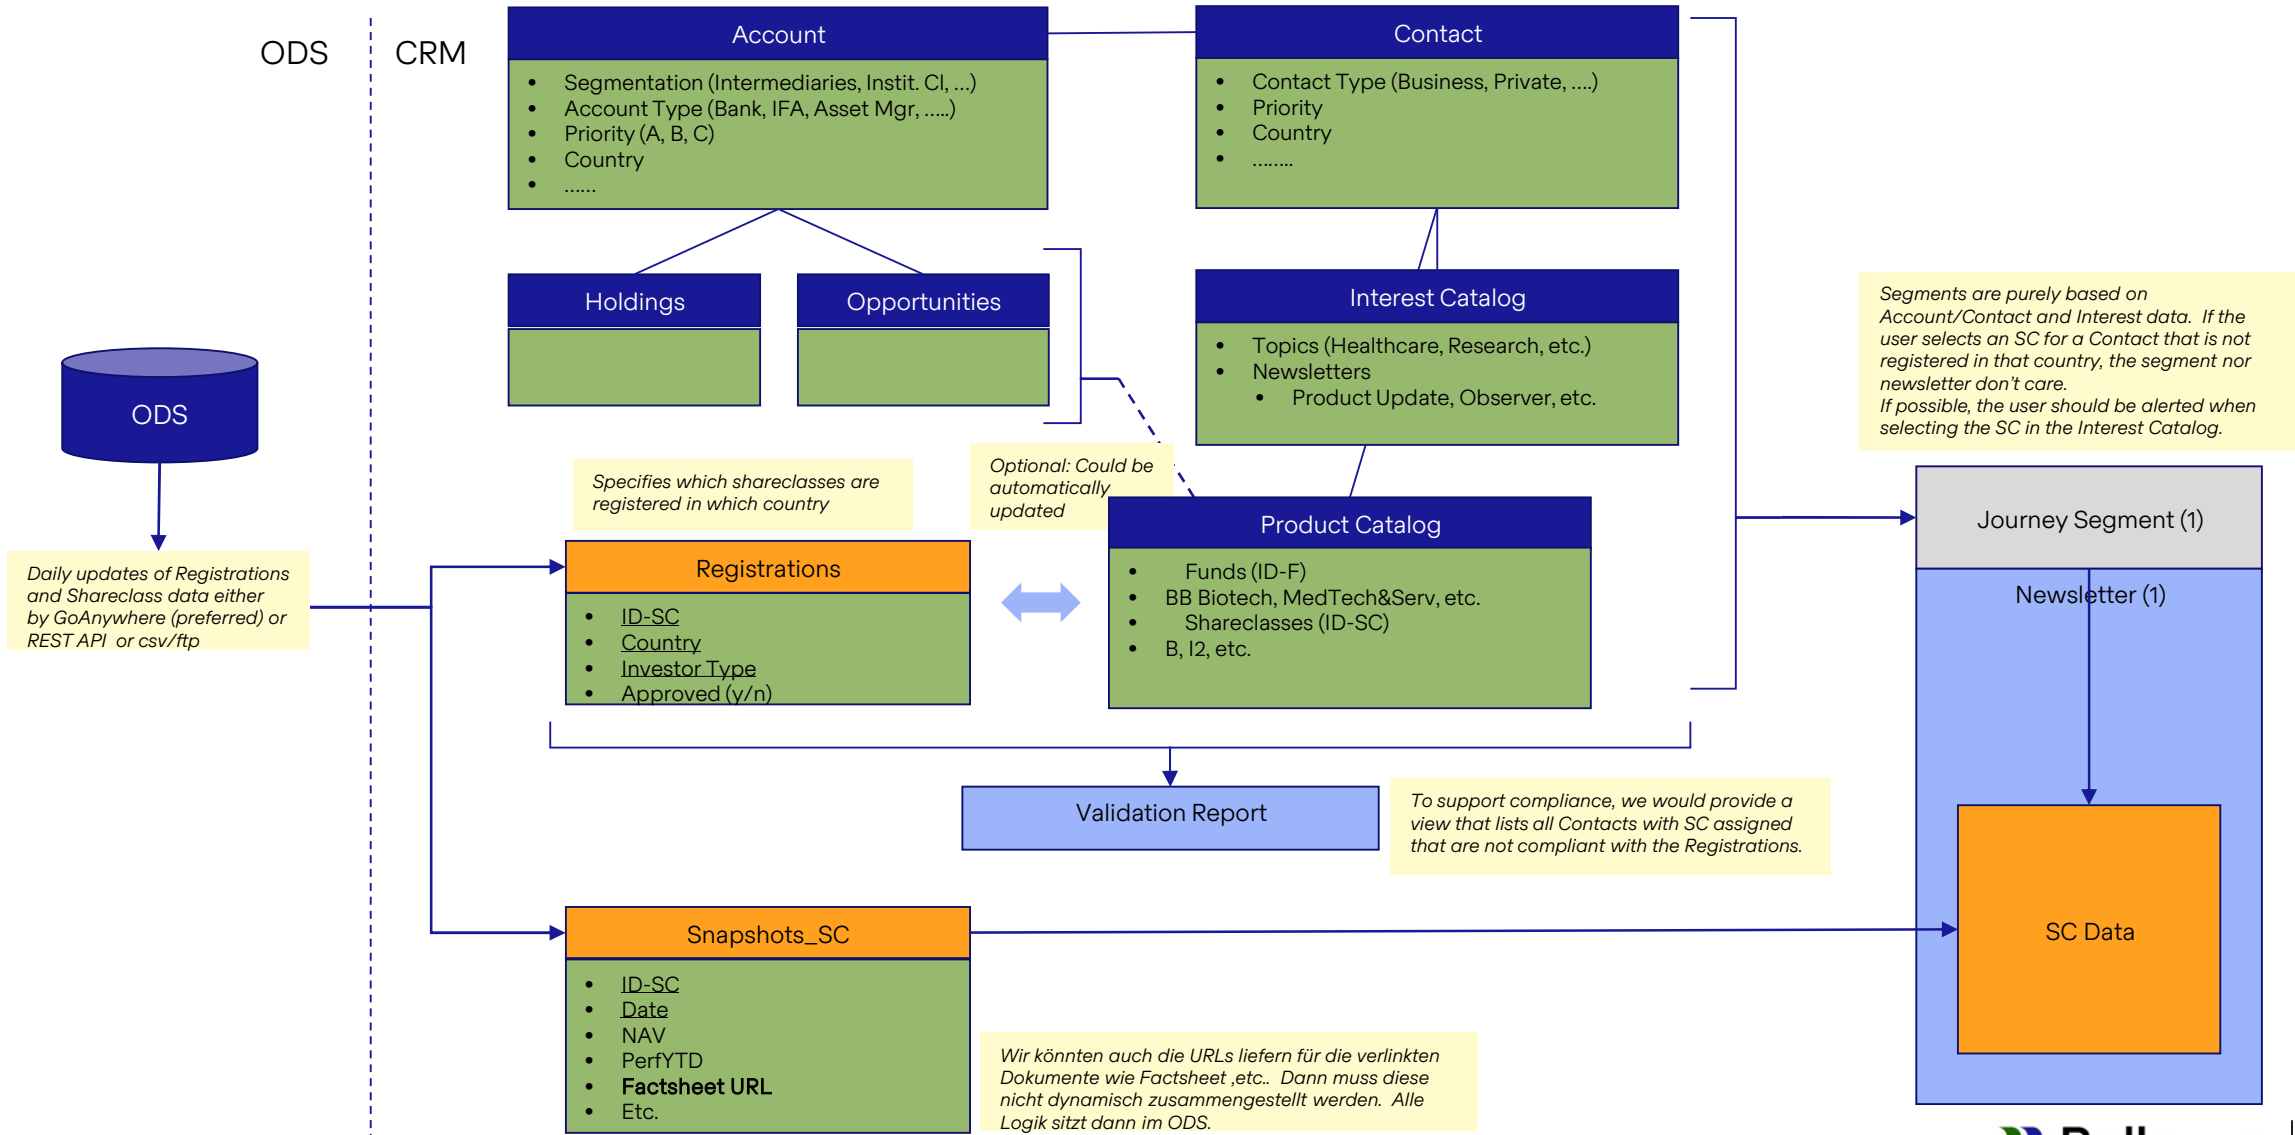 ODS
CRM
Account
• Segmentation (Intermediaries, Instit. Cl, ...)
• Account Type (Bank, IFA, Asset Mgr, .....)
• Priority (A, B, C)
• Country
• ......
Contact
• Contact Type (Business, Private, ....)
• Priority
• Country
• ........
Holdings
Opportunities
Interest Catalog
• Topics (Healthcare, Research, etc.)
• Newsletters
• Product Update, Observer, etc.
Segments are purely based on
Account/Contact and Interest data. If the
user selects an SC for a Contact that is not
registered in that country, the segment nor
newsletter don't care.
If possible, the user should be alerted when
selecting the SC in the Interest Catalog.
ODS
Specifies which shareclasses are
registered in which country
Optional: Could be
automatically
updated
Daily updates of Registrations
and Shareclass data either
by GoAnywhere (preferred) or
REST API or csv/ftp
Registrations
• ID-SC
• Country
• Investor Type
• Approved (y/n)
Product Catalog
• Funds (ID-F)
• BB Biotech, MedTech&Serv, etc.
• Shareclasses (ID-SC)
• B, I2, etc.
Journey Segment (1)
Newsletter (1)
Validation Report
To support compliance, we would provide a
view that lists all Contacts with SC assigned
that are not compliant with the Registrations.
Snapshots_SC
• ID-SC
• Date
• NAV
• PerfYTD
• Factsheet URL
• Etc.
SC Data
Wir könnten auch die URLs liefern für die verlinkten
Dokumente wie Factsheet ,etc.. Dann muss diese
nicht dynamisch zusammengestellt werden. Alle
Logik sitzt dann im ODS.